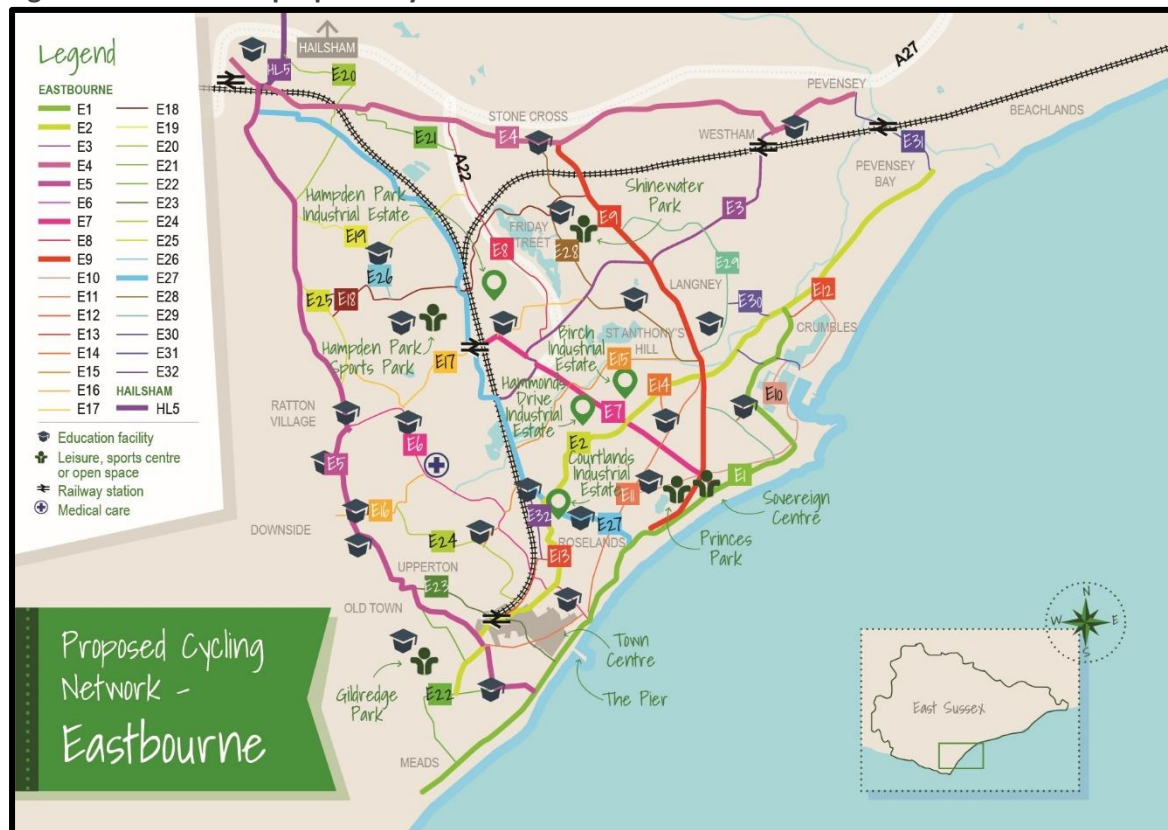 Legend
EASTBOURNE
E1
E2
E3
E4
E5
E6
E7
E8
E9
E10
E11
E12
E13
E14
E15
E16
E17
E18
E19
E20
E21
E22
E23
E24
E25
E26
E27
E28
E29
E30
E31
E32
HAILSHAM
HL5
Education facility
Leisure, sports centre
or open space
Railway station
Medical care
HAILSHAM
HL5
E20
A27
PEVENSEY
BEACHLANDS
STONE CROSS
E4
WESTHAM
E21
A22
E31
PEVENSEY
BAY
Hampden Park
Industrial Estate
Shinewater
Park
E3
E9
E19
FRIDAY
STREET
E8
E28
E26
E29
LANGNEY
E25
E18
E30
E12
CRUMBLES
Hampden Park
Sports Park
Birch
Industrial
Estate
ST ANTHONY'S
HILL
E17
E15
E14
Hammonds
Drive
Industrial
Estate
E10
RATTON
VILLAGE
E7
E6
E2
E5
Courtlands
Industrial
Estate
E1
E11
Sovereign
Centre
E16
E32
E27
DOWNSIDE
E24
ROSELANDS
Princes
Park
UPPERTON
E13
E23
OLD TOWN
Town
Centre
Gildredge
Park
E22
The Pier
MEADS
Proposed Cycling
Network -
Eastbourne
N
W
E
S
East Sussex